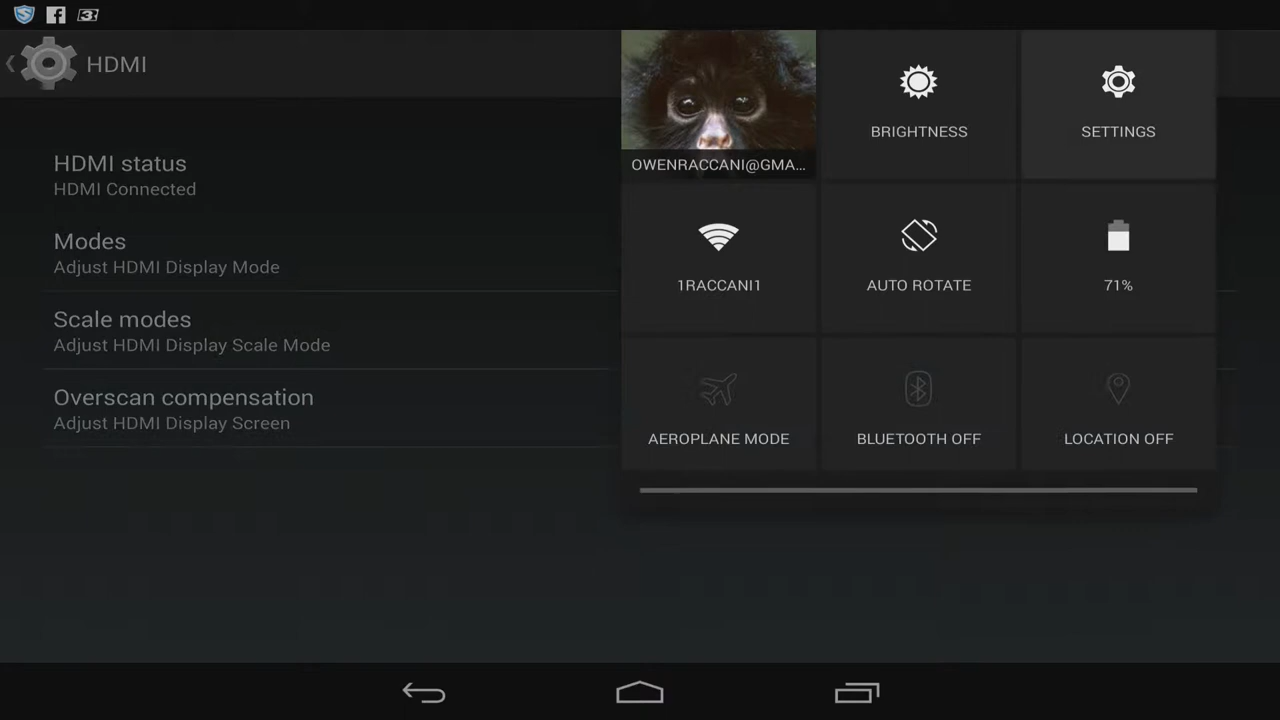 HDMI
HDMI status
HDMI Connected
Modes
Adjust HDMI Display Mode
Scale modes
Adjust HDMI Display Scale Mode
Overscan compensation
Adjust HDMI Display Screen
OWENRACCANI@GMA...
BRIGHTNESS
SETTINGS
1RACCANI1
AUTO ROTATE
71%
AEROPLANE MODE
BLUETOOTH OFF
LOCATION OFF